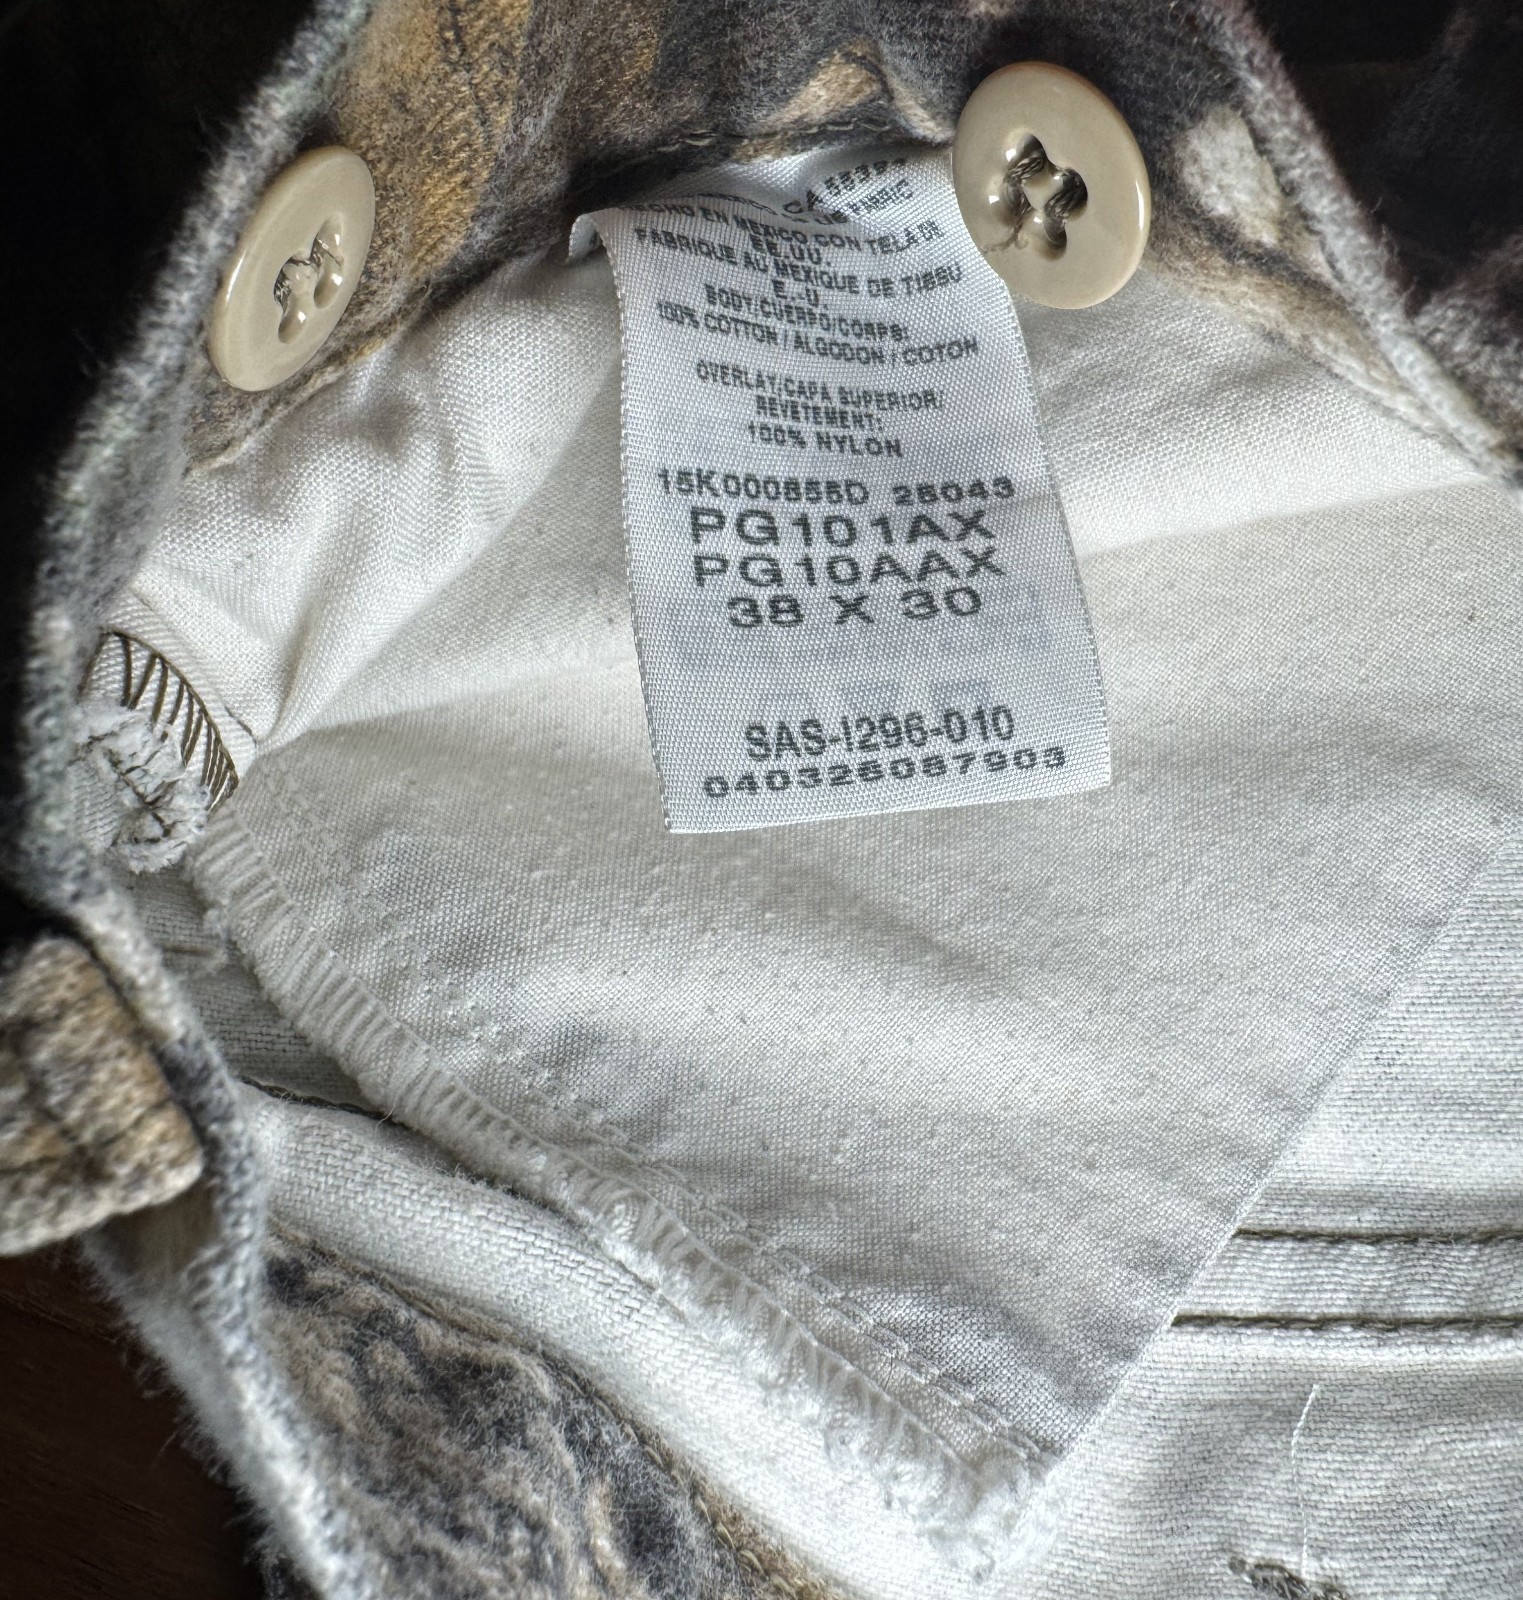 HECHO EN MEXICO CON TELA DE
EE.UU.
FABRIQUE AU MEXIQUE DE TISSU
E.-U.
BODY/CUERPO/CORPS:
100% COTTON / ALGODON / COTON
OVERLAY/CAPA SUPERIOR/
REVETEMENT:
100% NYLON
15K000855D 26043
PG101AX
PG10AAX
38 X 30
SAS-I296-010
040326087903